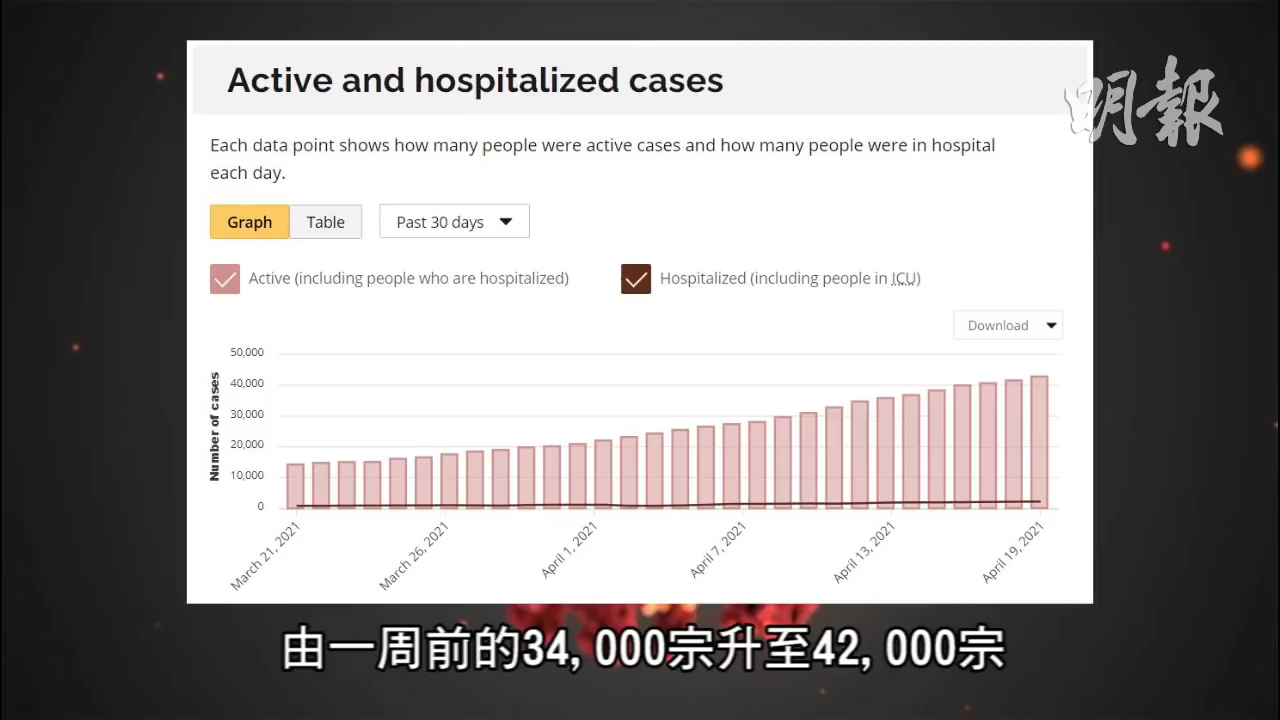 Active and hospitalized cases
明報
Each data point shows how many people were active cases and how many people were in hospital
each day.
Graph Table Past 30 days
Active (including people who are hospitalized) Hospitalized (including people in ICU)
Download
Number of cases
50,000
40,000
30,000
20,000
10,000
0
March 21, 2021 March 26, 2021 April 1, 2021 April 7, 2021 April 13, 2021 April 19, 2021
由一周前的34,000宗升至42,000宗